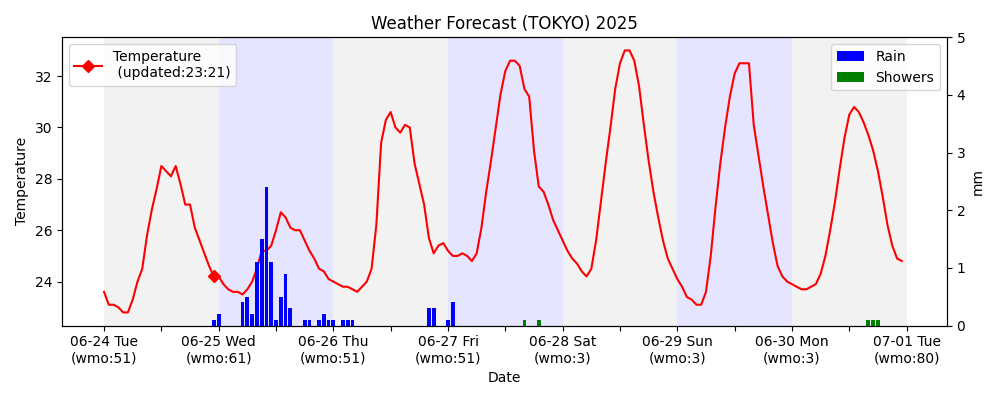 Weather Forecast (TOKYO) 2025
Temperature
(updated:23:21)
Rain
Showers
Temperature
32
30
28
26
24
5
4
3
2
1
0
mm
06-24 Tue
(wmo:51)
06-25 Wed
(wmo:61)
06-26 Thu
(wmo:51)
06-27 Fri
(wmo:51)
06-28 Sat
(wmo:3)
06-29 Sun
(wmo:3)
06-30 Mon
(wmo:3)
07-01 Tue
(wmo:80)
Date